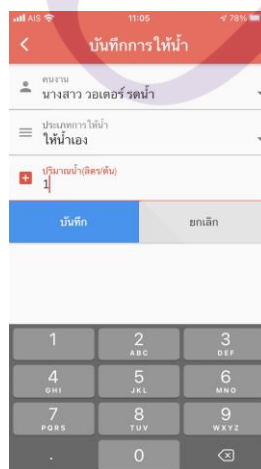 AIS 11:05 78%
บันทึกการให้น้ำ
คนงาน
นางสาว วอเตอร์ รดน้ำ
ประเภทการให้น้ำ
ให้น้ำเอง
ปริมาณน้ำ(ลิตร/ต้น)
1
บันทึก ยกเลิก
1 2 3
ABC DEF
4 5 6
GHI JKL MNO
7 8 9
PQRS TUV WXYZ
. 0